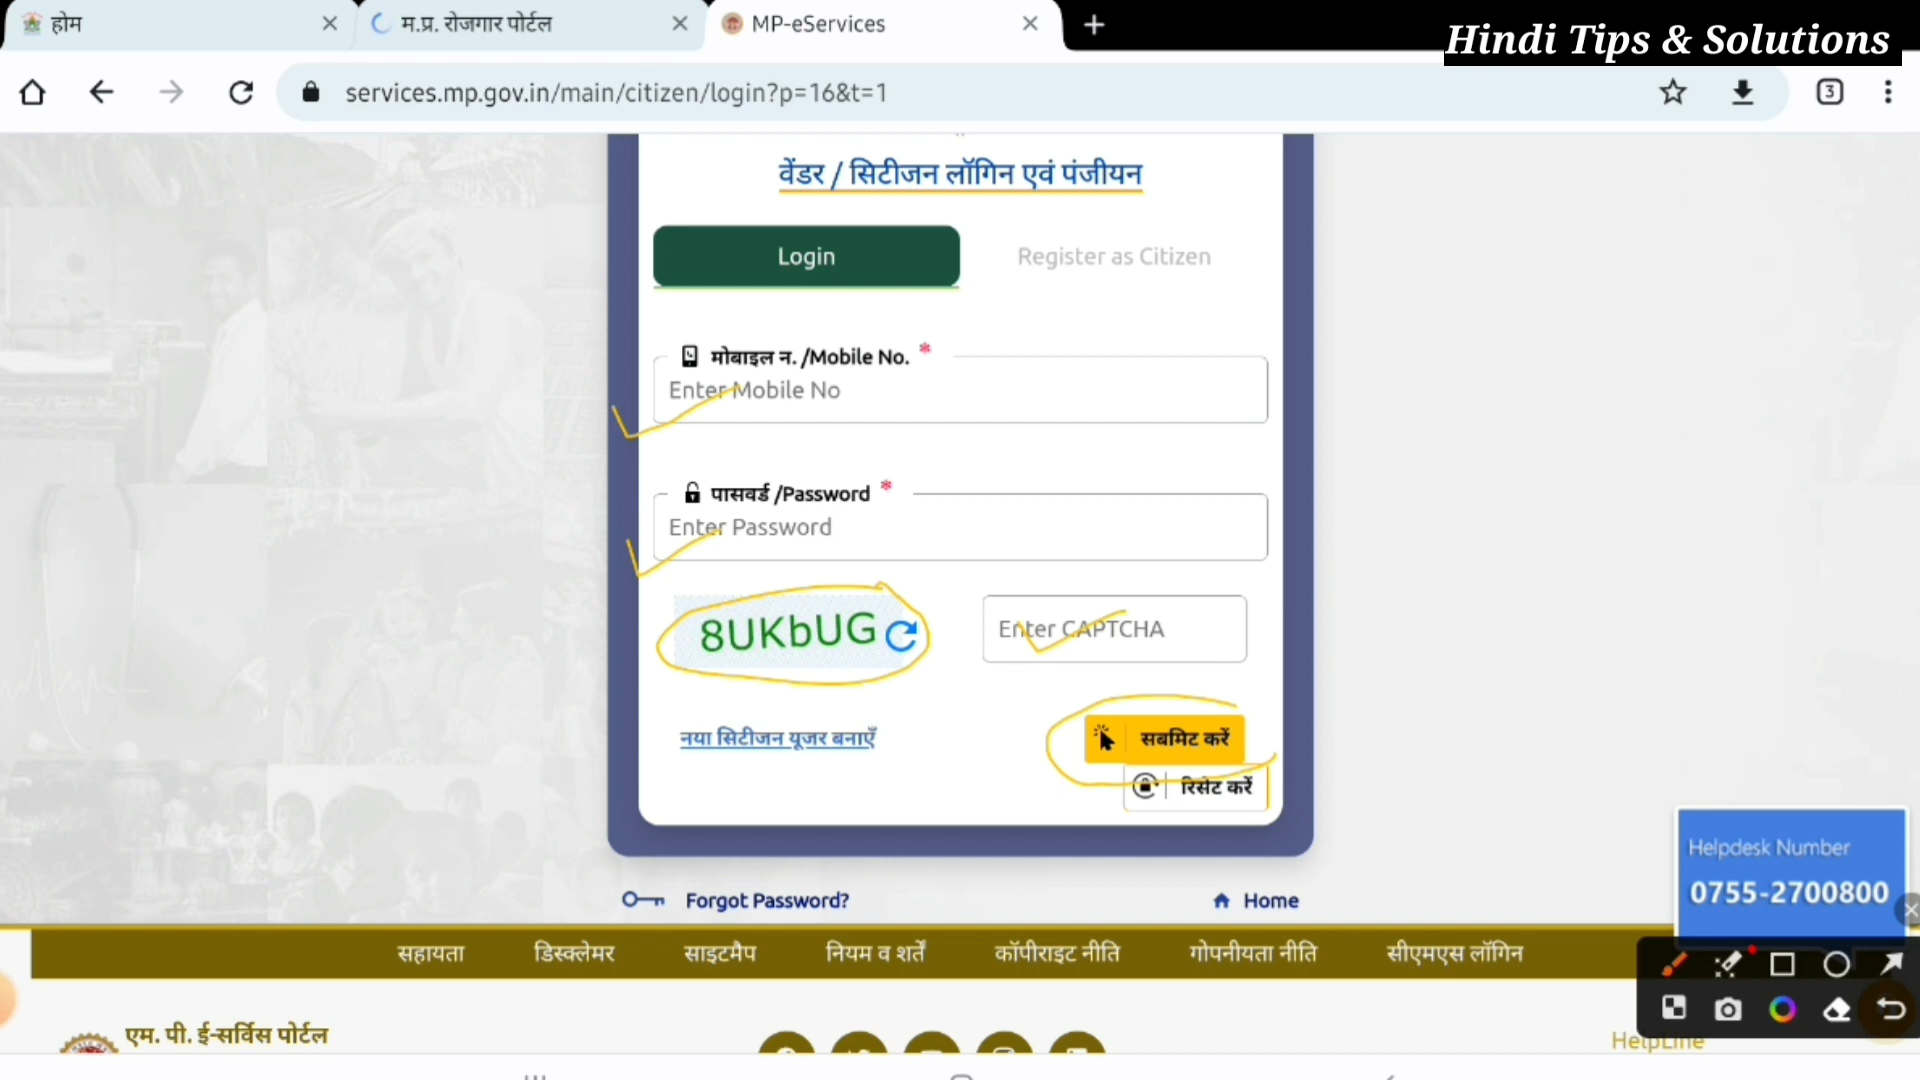 होम
म.प्र. रोजगार पोर्टल
MP-eServices
Hindi Tips & Solutions
services.mp.gov.in/main/citizen/login?p=16&t=1
3
वेंडर / सिटीजन लॉगिन एवं पंजीयन
Login
Register as Citizen
मोबाइल न. /Mobile No. *
Enter Mobile No
पासवर्ड /Password *
Enter Password
8UKbUG
Enter CAPTCHA
नया सिटीजन यूजर बनाएँ
सबमिट करें
रिसेट करें
Helpdesk Number
0755-2700800
Forgot Password?
Home
सहायता
डिस्क्लेमर
साइटमैप
नियम व शर्तें
कॉपीराइट नीति
गोपनीयता नीति
सीएमएस लॉगिन
एम. पी. ई-सर्विस पोर्टल
HelpLine